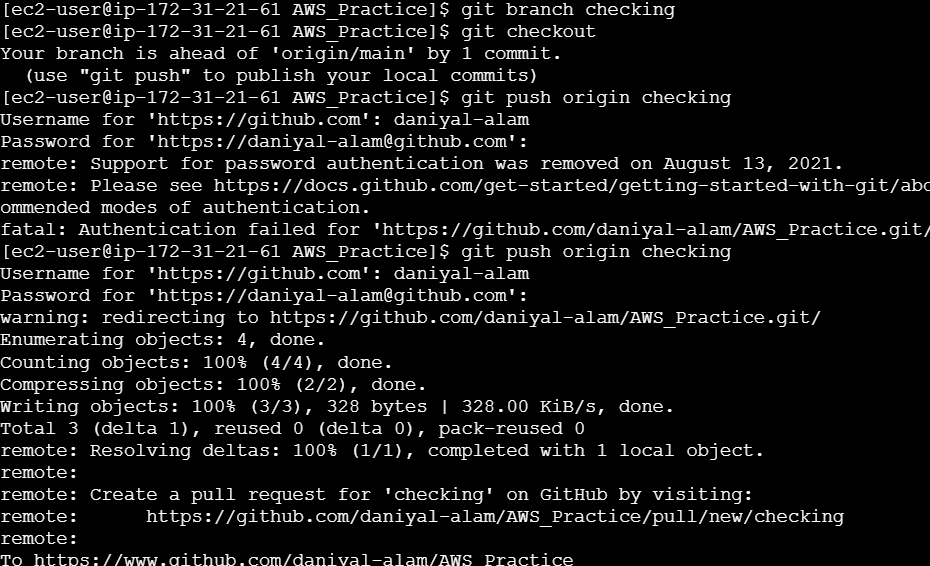 [ec2-user@ip-172-31-21-61 AWS_Practice]$ git branch checking
[ec2-user@ip-172-31-21-61 AWS_Practice]$ git checkout
Your branch is ahead of 'origin/main' by 1 commit.
  (use "git push" to publish your local commits)
[ec2-user@ip-172-31-21-61 AWS_Practice]$ git push origin checking
Username for 'https://github.com': daniyal-alam
Password for 'https://daniyal-alam@github.com':
remote: Support for password authentication was removed on August 13, 2021.
remote: Please see https://docs.github.com/get-started/getting-started-with-git/abo
ommended modes of authentication.
fatal: Authentication failed for 'https://github.com/daniyal-alam/AWS_Practice.git/
[ec2-user@ip-172-31-21-61 AWS_Practice]$ git push origin checking
Username for 'https://github.com': daniyal-alam
Password for 'https://daniyal-alam@github.com':
warning: redirecting to https://github.com/daniyal-alam/AWS_Practice.git/
Enumerating objects: 4, done.
Counting objects: 100% (4/4), done.
Compressing objects: 100% (2/2), done.
Writing objects: 100% (3/3), 328 bytes | 328.00 KiB/s, done.
Total 3 (delta 1), reused 0 (delta 0), pack-reused 0
remote: Resolving deltas: 100% (1/1), completed with 1 local object.
remote:
remote: Create a pull request for 'checking' on GitHub by visiting:
remote:      https://github.com/daniyal-alam/AWS_Practice/pull/new/checking
remote:
To https://www.github.com/daniyal-alam/AWS_Practice